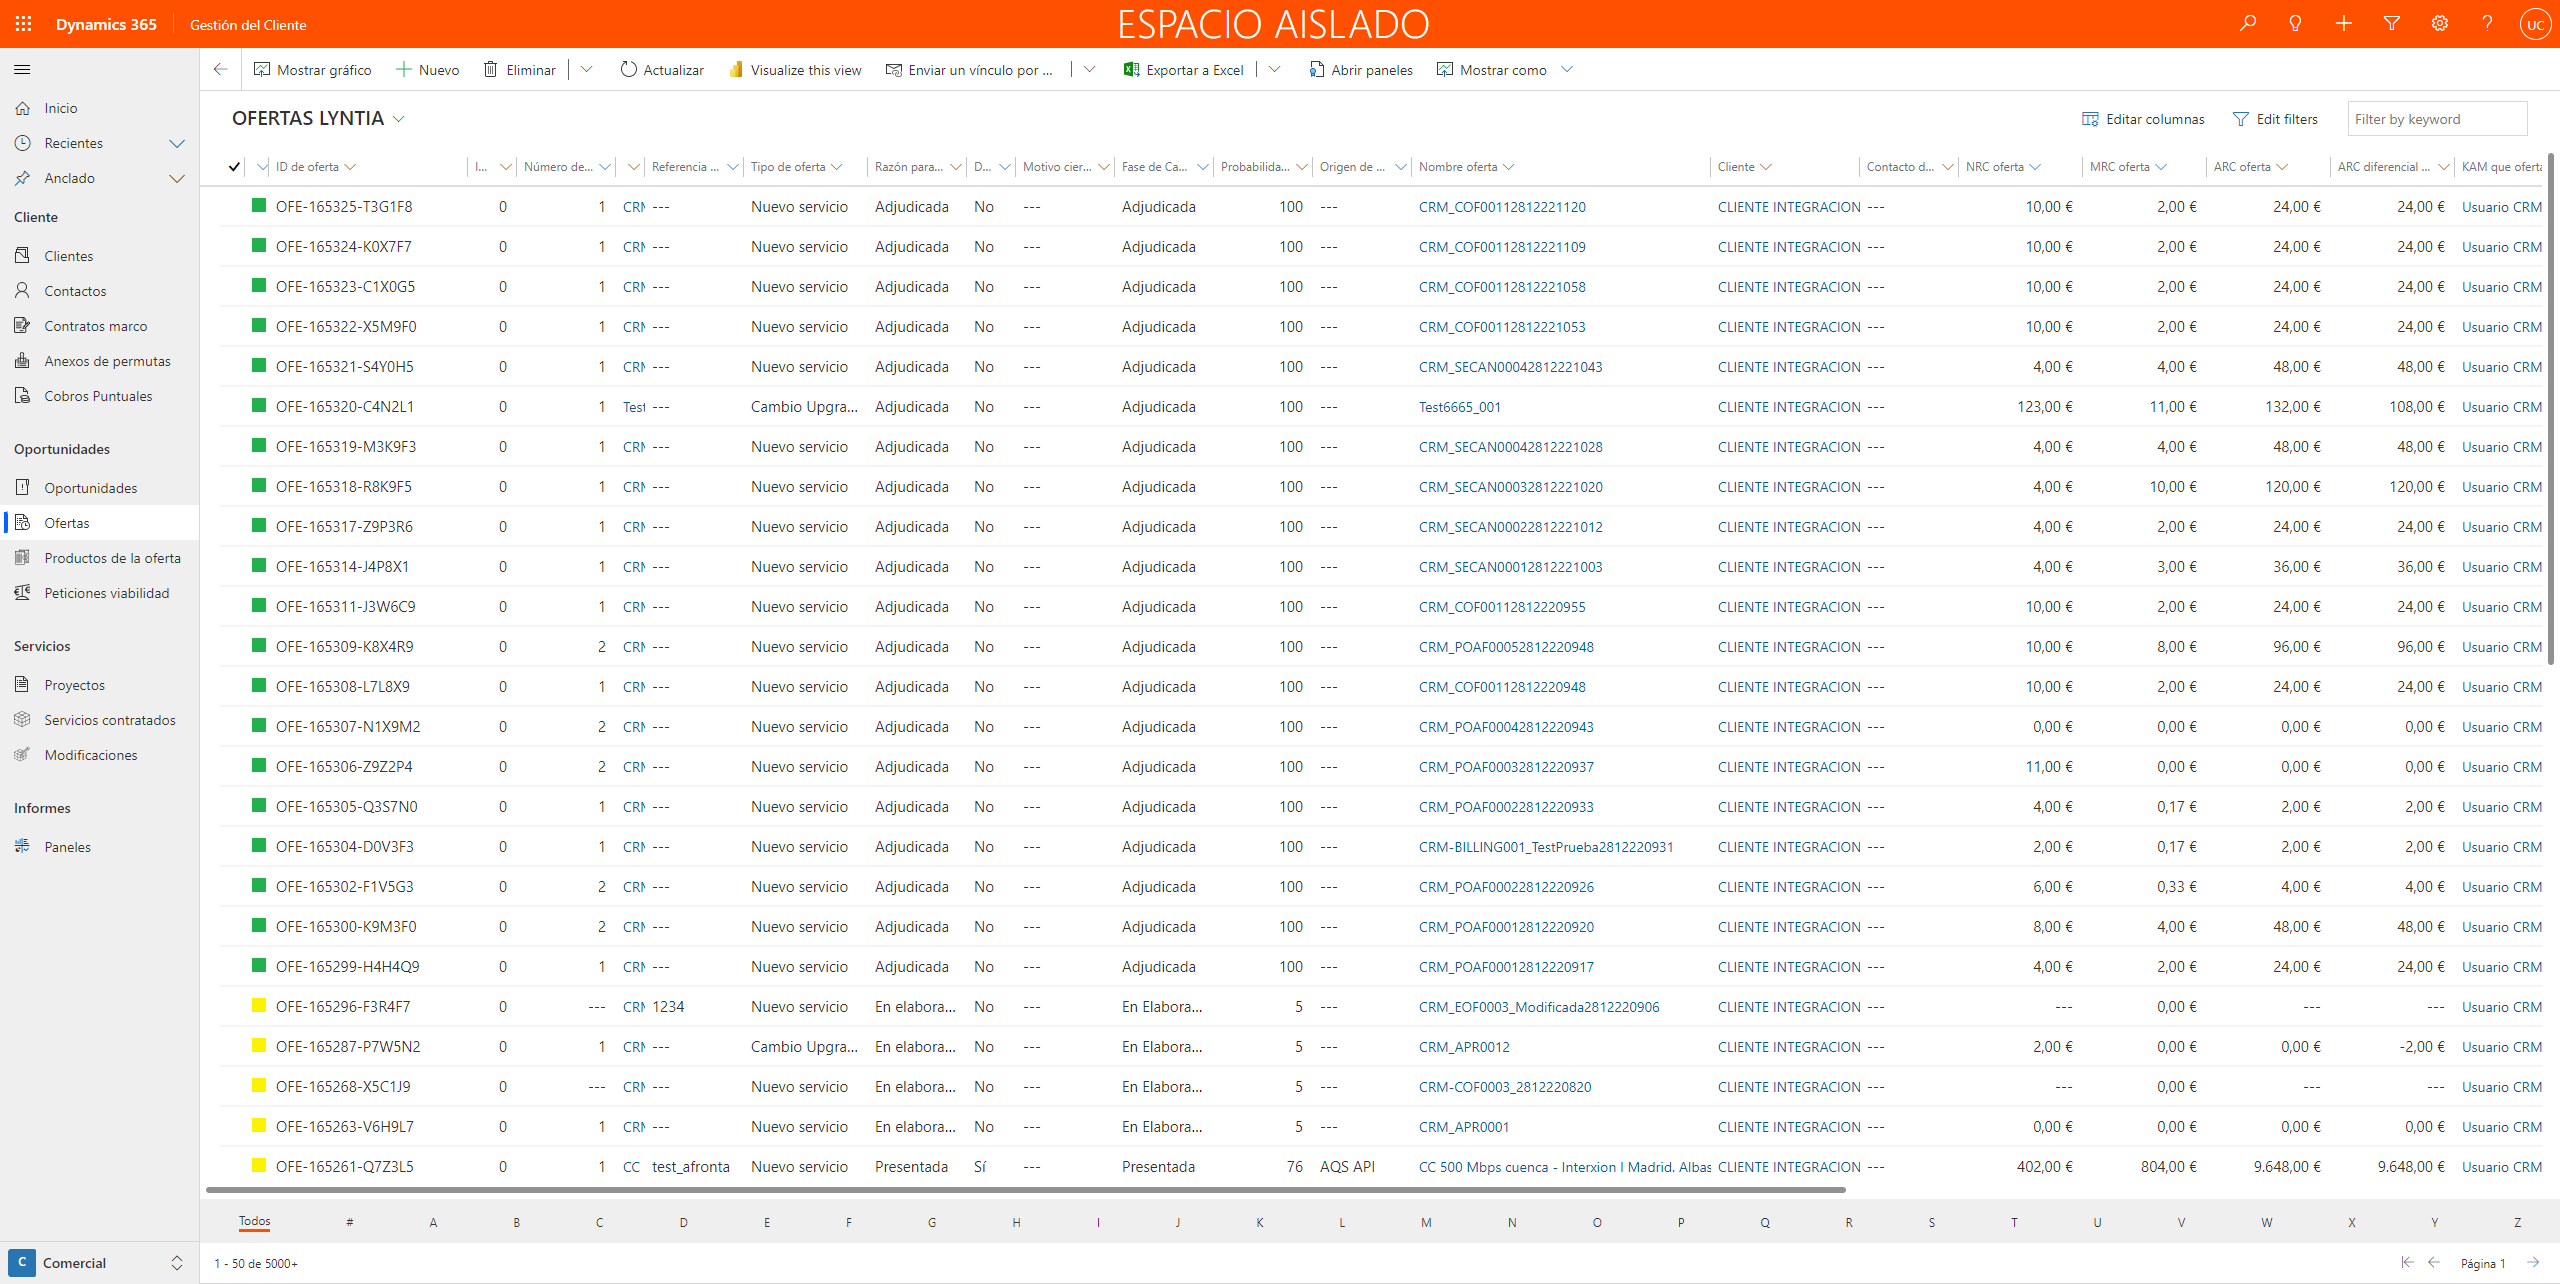 Dynamics 365 Gestión del Cliente ESPACIO AISLADO UC
Mostrar gráfico Nuevo Eliminar Actualizar Visualize this view Enviar un vínculo por ... Exportar a Excel Abrir paneles Mostrar como
Inicio
Recientes
Anclado
Cliente
Clientes
Contactos
Contratos marco
Anexos de permutas
Cobros Puntuales
Oportunidades
Oportunidades
Ofertas
Productos de la oferta
Peticiones viabilidad
Servicios
Proyectos
Servicios contratados
Modificaciones
Informes
Paneles
C Comercial
OFERTAS LYNTIA Editar columnas Edit filters Filter by keyword
ID de oferta I... Número de... Referencia ... Tipo de oferta Razón para... D... Motivo cier... Fase de Ca... Probabilida... Origen de ... Nombre oferta Cliente Contacto d... NRC oferta MRC oferta ARC oferta ARC diferencial ... KAM que oferta
OFE-165325-T3G1F8 0 1 CRM --- Nuevo servicio Adjudicada No --- Adjudicada 100 --- CRM_COF00112812221120 CLIENTE INTEGRACION --- 10,00 € 2,00 € 24,00 € 24,00 € Usuario CRM
OFE-165324-K0X7F7 0 1 CRM --- Nuevo servicio Adjudicada No --- Adjudicada 100 --- CRM_COF00112812221109 CLIENTE INTEGRACION --- 10,00 € 2,00 € 24,00 € 24,00 € Usuario CRM
OFE-165323-C1X0G5 0 1 CRM --- Nuevo servicio Adjudicada No --- Adjudicada 100 --- CRM_COF00112812221058 CLIENTE INTEGRACION --- 10,00 € 2,00 € 24,00 € 24,00 € Usuario CRM
OFE-165322-X5M9F0 0 1 CRM --- Nuevo servicio Adjudicada No --- Adjudicada 100 --- CRM_COF00112812221053 CLIENTE INTEGRACION --- 10,00 € 2,00 € 24,00 € 24,00 € Usuario CRM
OFE-165321-S4Y0H5 0 1 CRM --- Nuevo servicio Adjudicada No --- Adjudicada 100 --- CRM_SECAN00042812221043 CLIENTE INTEGRACION --- 4,00 € 4,00 € 48,00 € 48,00 € Usuario CRM
OFE-165320-C4N2L1 0 1 Test --- Cambio Upgra... Adjudicada No --- Adjudicada 100 --- Test6665_001 CLIENTE INTEGRACION --- 123,00 € 11,00 € 132,00 € 108,00 € Usuario CRM
OFE-165319-M3K9F3 0 1 CRM --- Nuevo servicio Adjudicada No --- Adjudicada 100 --- CRM_SECAN00042812221028 CLIENTE INTEGRACION --- 4,00 € 4,00 € 48,00 € 48,00 € Usuario CRM
OFE-165318-R8K9F5 0 1 CRM --- Nuevo servicio Adjudicada No --- Adjudicada 100 --- CRM_SECAN00032812221020 CLIENTE INTEGRACION --- 4,00 € 10,00 € 120,00 € 120,00 € Usuario CRM
OFE-165317-Z9P3R6 0 1 CRM --- Nuevo servicio Adjudicada No --- Adjudicada 100 --- CRM_SECAN00022812221012 CLIENTE INTEGRACION --- 4,00 € 2,00 € 24,00 € 24,00 € Usuario CRM
OFE-165314-J4P8X1 0 1 CRM --- Nuevo servicio Adjudicada No --- Adjudicada 100 --- CRM_SECAN00012812221003 CLIENTE INTEGRACION --- 4,00 € 3,00 € 36,00 € 36,00 € Usuario CRM
OFE-165311-J3W6C9 0 1 CRM --- Nuevo servicio Adjudicada No --- Adjudicada 100 --- CRM_COF00112812220955 CLIENTE INTEGRACION --- 10,00 € 2,00 € 24,00 € 24,00 € Usuario CRM
OFE-165309-K8X4R9 0 2 CRM --- Nuevo servicio Adjudicada No --- Adjudicada 100 --- CRM_POAF00052812220948 CLIENTE INTEGRACION --- 10,00 € 8,00 € 96,00 € 96,00 € Usuario CRM
OFE-165308-L7L8X9 0 1 CRM --- Nuevo servicio Adjudicada No --- Adjudicada 100 --- CRM_COF00112812220948 CLIENTE INTEGRACION --- 10,00 € 2,00 € 24,00 € 24,00 € Usuario CRM
OFE-165307-N1X9M2 0 2 CRM --- Nuevo servicio Adjudicada No --- Adjudicada 100 --- CRM_POAF00042812220943 CLIENTE INTEGRACION --- 0,00 € 0,00 € 0,00 € 0,00 € Usuario CRM
OFE-165306-Z9Z2P4 0 2 CRM --- Nuevo servicio Adjudicada No --- Adjudicada 100 --- CRM_POAF00032812220937 CLIENTE INTEGRACION --- 11,00 € 0,00 € 0,00 € 0,00 € Usuario CRM
OFE-165305-Q3S7N0 0 1 CRM --- Nuevo servicio Adjudicada No --- Adjudicada 100 --- CRM_POAF00022812220933 CLIENTE INTEGRACION --- 4,00 € 0,17 € 2,00 € 2,00 € Usuario CRM
OFE-165304-D0V3F3 0 1 CRM --- Nuevo servicio Adjudicada No --- Adjudicada 100 --- CRM-BILLING001_TestPrueba2812220931 CLIENTE INTEGRACION --- 2,00 € 0,17 € 2,00 € 2,00 € Usuario CRM
OFE-165302-F1V5G3 0 2 CRM --- Nuevo servicio Adjudicada No --- Adjudicada 100 --- CRM_POAF00022812220926 CLIENTE INTEGRACION --- 6,00 € 0,33 € 4,00 € 4,00 € Usuario CRM
OFE-165300-K9M3F0 0 2 CRM --- Nuevo servicio Adjudicada No --- Adjudicada 100 --- CRM_POAF00012812220920 CLIENTE INTEGRACION --- 8,00 € 4,00 € 48,00 € 48,00 € Usuario CRM
OFE-165299-H4H4Q9 0 1 CRM --- Nuevo servicio Adjudicada No --- Adjudicada 100 --- CRM_POAF00012812220917 CLIENTE INTEGRACION --- 4,00 € 2,00 € 24,00 € 24,00 € Usuario CRM
OFE-165296-F3R4F7 0 --- CRM 1234 Nuevo servicio En elabora... No --- En Elabora... 5 --- CRM_EOF0003_Modificada2812220906 CLIENTE INTEGRACION --- --- 0,00 € --- --- Usuario CRM
OFE-165287-P7W5N2 0 1 CRM --- Cambio Upgra... En elabora... No --- En Elabora... 5 --- CRM_APR0012 CLIENTE INTEGRACION --- 2,00 € 0,00 € 0,00 € -2,00 € Usuario CRM
OFE-165268-X5C1J9 0 --- CRM --- Nuevo servicio En elabora... No --- En Elabora... 5 --- CRM-COF0003_2812220820 CLIENTE INTEGRACION --- --- 0,00 € --- --- Usuario CRM
OFE-165263-V6H9L7 0 1 CRM --- Nuevo servicio En elabora... No --- En Elabora... 5 --- CRM_APR0001 CLIENTE INTEGRACION --- 0,00 € 0,00 € 0,00 € 0,00 € Usuario CRM
OFE-165261-Q7Z3L5 0 1 CC test_afronta Nuevo servicio Presentada Sí --- Presentada 76 AQS API CC 500 Mbps cuenca - Interxion I Madrid. Albas CLIENTE INTEGRACION --- 402,00 € 804,00 € 9.648,00 € 9.648,00 € Usuario CRM
Todos # A B C D E F G H I J K L M N O P Q R S T U V W X Y Z
1 - 50 de 5000+ Página 1